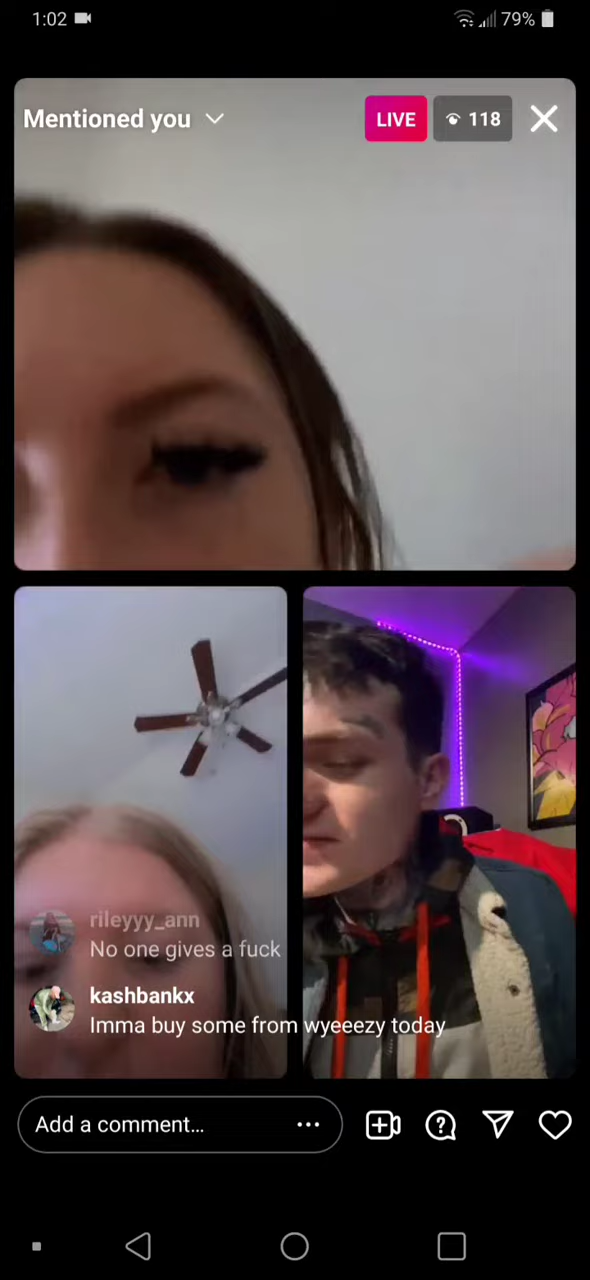 1:02 79%
Mentioned you LIVE 118
rileyyy_ann
No one gives a fuck
kashbankx
Imma buy some from wyeeezy today
Add a comment...